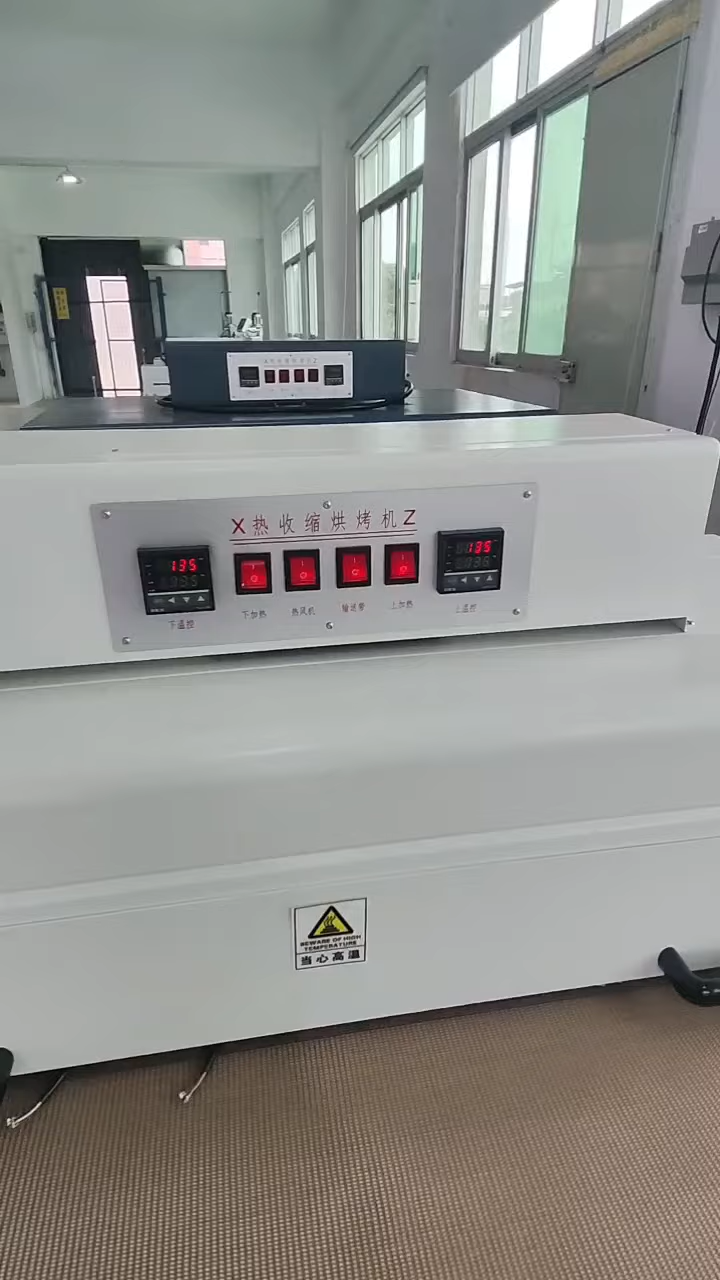 X热收缩烘烤机Z
135
135
下温控
下加热
热风机
输送带
上加热
上温控
BEWARE OF HIGH
TEMPERATURE
当心高温